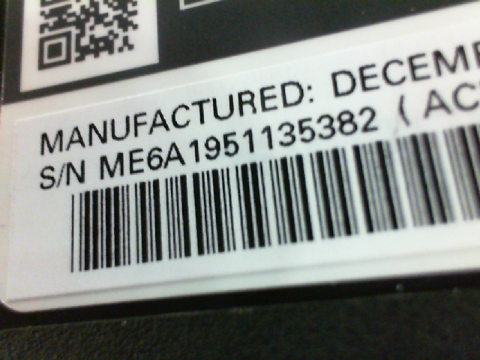 MANUFACTURED: DECEM
S/N ME6A1951135382 ( AC